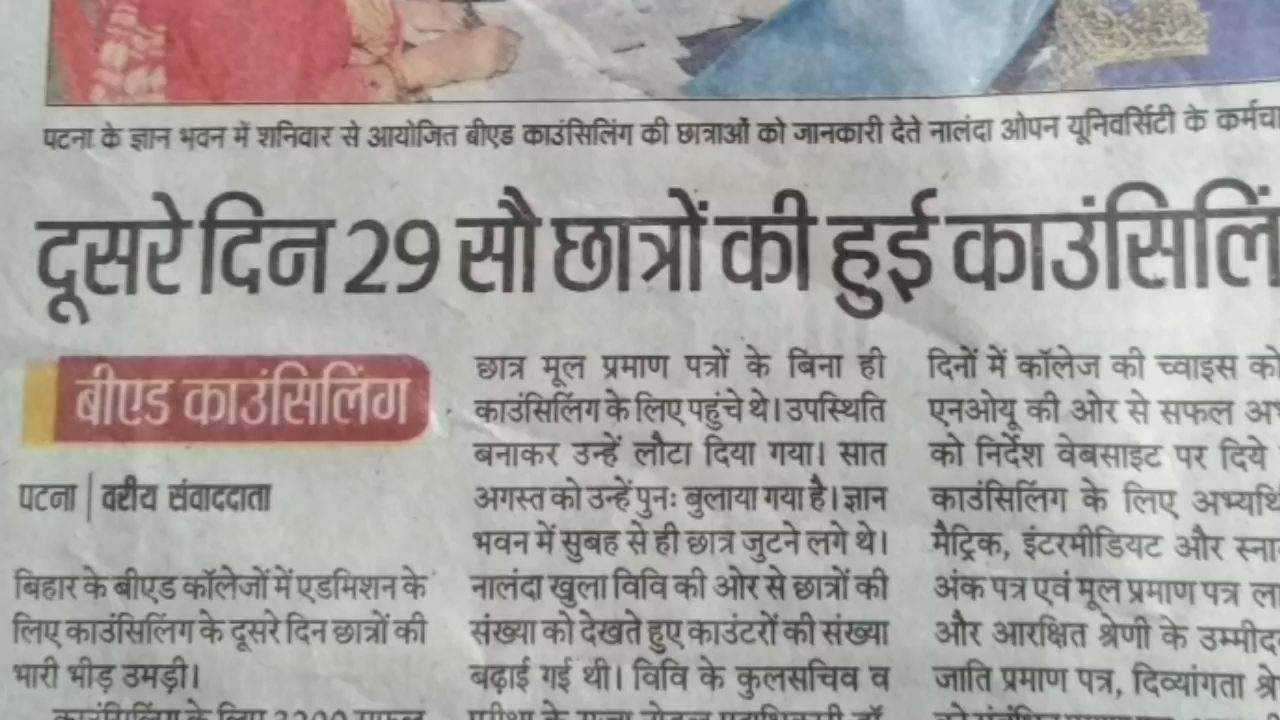 पटना के ज्ञान भवन में शनिवार से आयोजित बीएड काउंसिलिंग की छात्राओं को जानकारी देते नालंदा ओपन यूनिवर्सिटी के
दूसरे दिन 29 सौ छात्रों की हुई
बीएड काउंसिलिंग
पटना | वरीय संवाददाता
बिहार के बीएड कॉलेजों में एडमिशन के
लिए काउंसिलिंग के दूसरे दिन छात्रों की
भारी भीड़ उमड़ी।
छात्र मूल प्रमाण पत्रों के बिना ही
काउंसिलिंग के लिए पहुंचे थे। उपस्थिति
बनाकर उन्हें लौटा दिया गया। सात
अगस्त को उन्हें पुनः बुलाया गया है। ज्ञान
भवन में सुबह से ही छात्र जुटने लगे थे।
नालंदा खुला विवि की ओर से छात्रों की
संख्या को देखते हुए काउंटरों की संख्या
बढ़ाई गई थी। विवि के कुलसचिव व
दिनों में कॉलेज की च्वाइस को
एनओयू की ओर से सफल
को निर्देश वेबसाइट पर दिये
काउंसिलिंग के लिए
मैट्रिक, इंटरमीडियट और
अंक पत्र एवं मूल प्रमाण पत्र
और आरक्षित श्रेणी के
जाति प्रमाण पत्र, दिव्यांगता